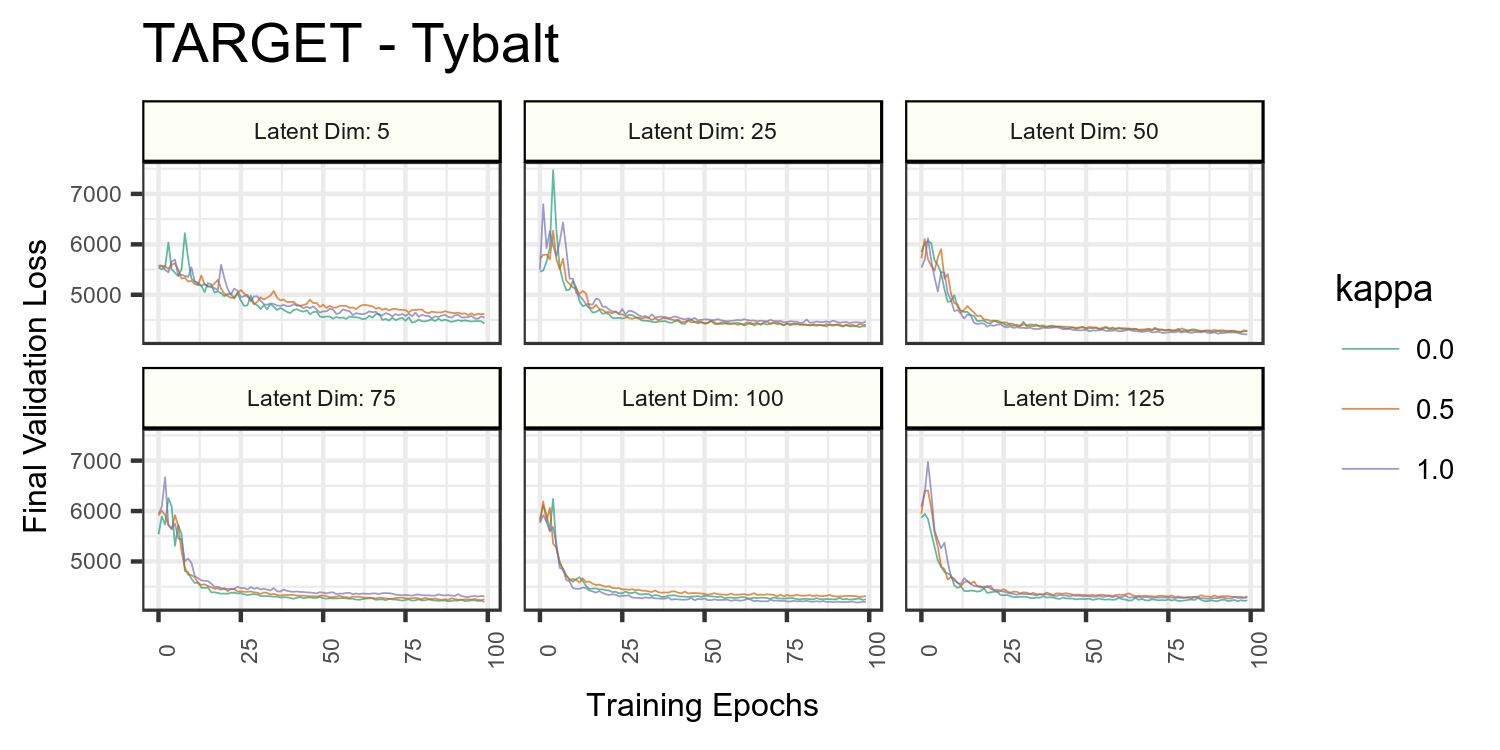 TARGET - Tybalt
Latent Dim: 5
Latent Dim: 25
Latent Dim: 50
7000
6000
5000
Latent Dim: 75
Latent Dim: 100
Latent Dim: 125
7000
6000
5000
0
25
50
75
100
0
25
50
75
100
0
25
50
75
100
Training Epochs
Final Validation Loss
kappa
0.0
0.5
1.0